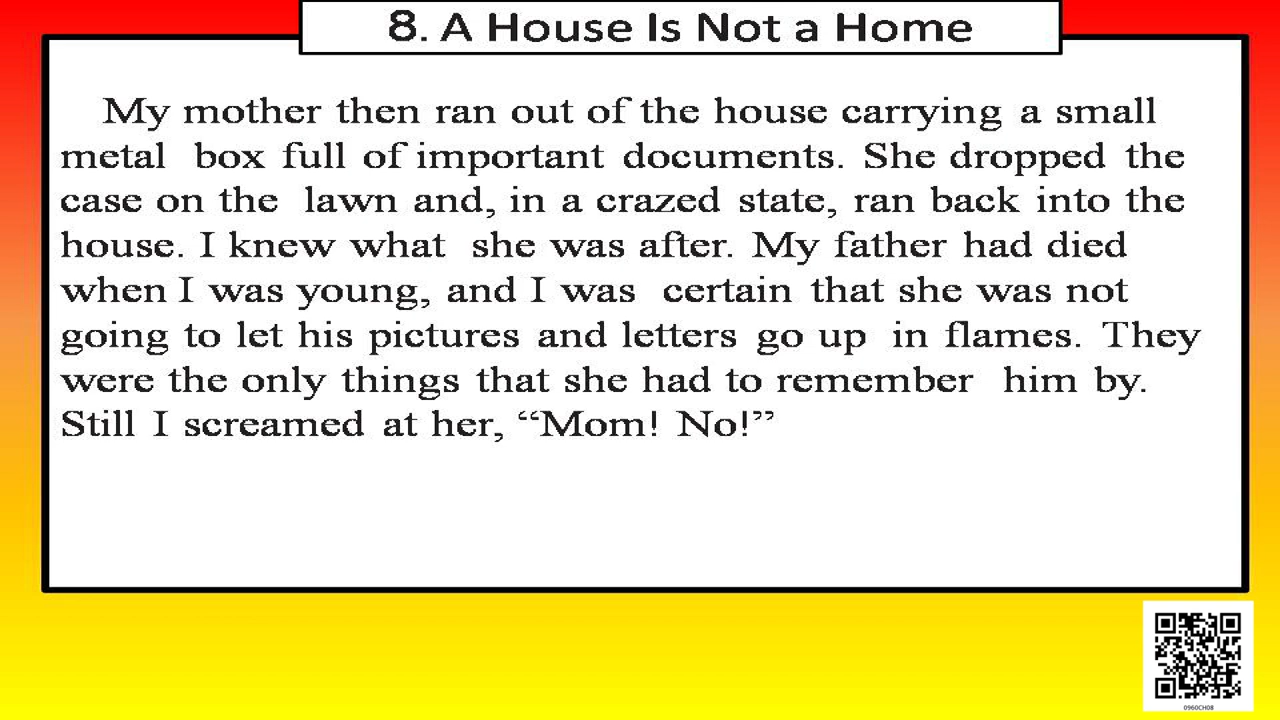 8. A House Is Not a Home
My mother then ran out of the house carrying a small
metal box full of important documents. She dropped the
case on the lawn and, in a crazed state, ran back into the
house. I knew what she was after. My father had died
when I was young, and I was certain that she was not
going to let his pictures and letters go up in flames. They
were the only things that she had to remember him by.
Still I screamed at her, “Mom! No!”
0960CH08